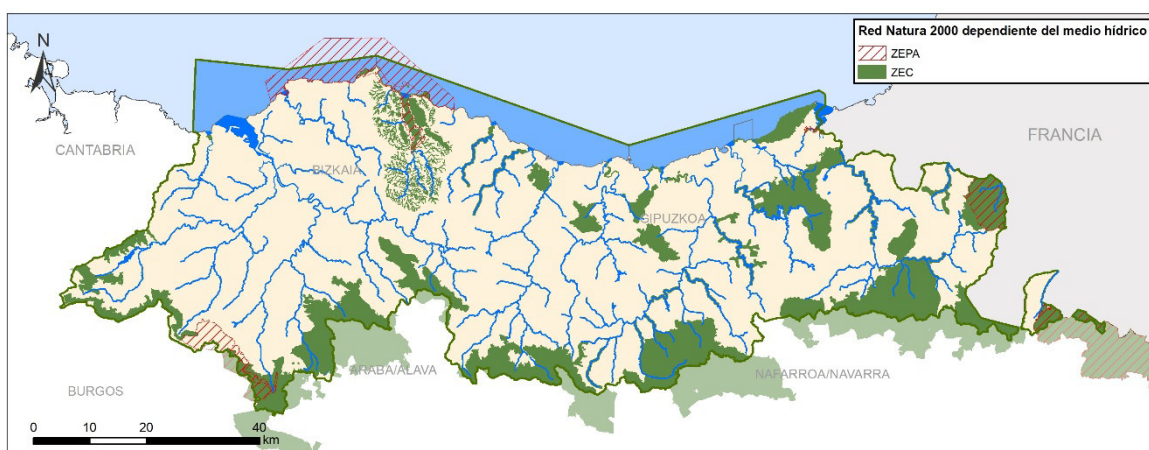 Red Natura 2000 dependiente del medio hídrico
ZEPA
ZEC
N
CANTABRIA
BIZKAIA
GIPUZKOA
FRANCIA
BURGOS
ARABA/ALAVA
NAFARROA/NAVARRA
0 10 20 40
km